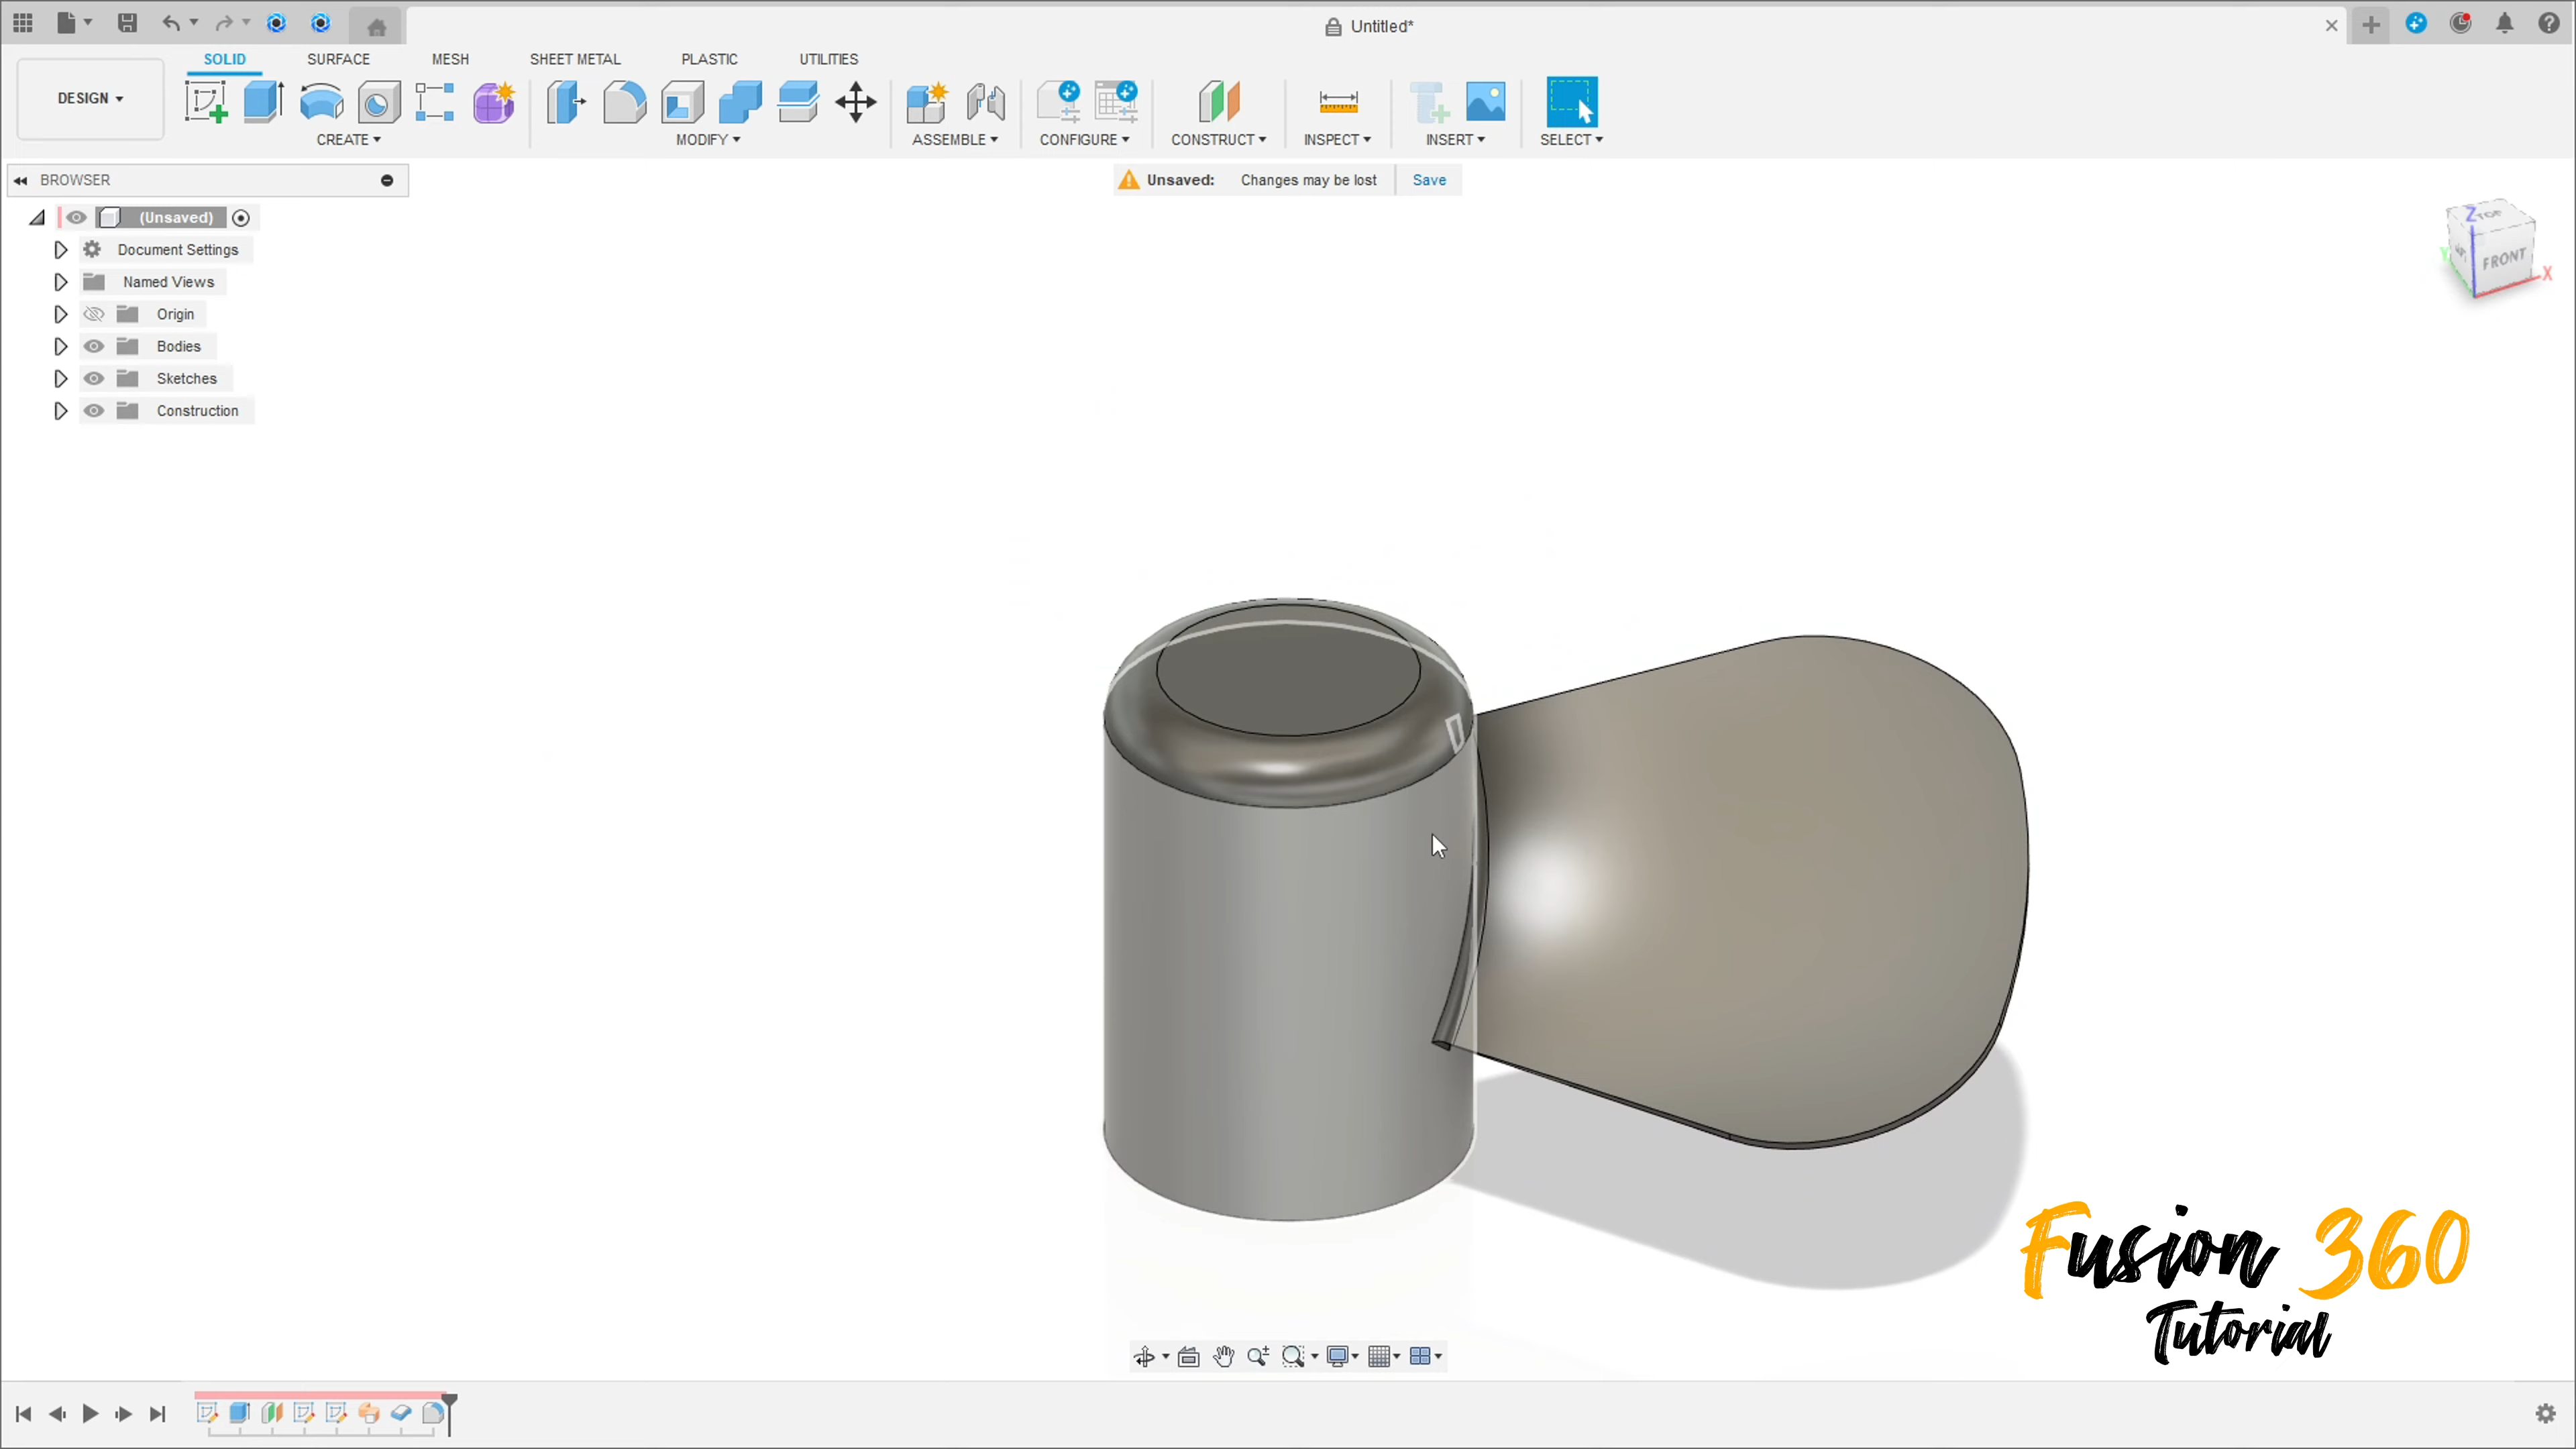 Untitled*
SOLID SURFACE MESH SHEET METAL PLASTIC UTILITIES
DESIGN
CREATE MODIFY ASSEMBLE CONFIGURE CONSTRUCT INSPECT INSERT SELECT
BROWSER
Unsaved: Changes may be lost Save
(Unsaved)
Document Settings
Named Views
Origin
Bodies
Sketches
Construction
Z TOP
Y FRONT X
Fusion 360
Tutorial